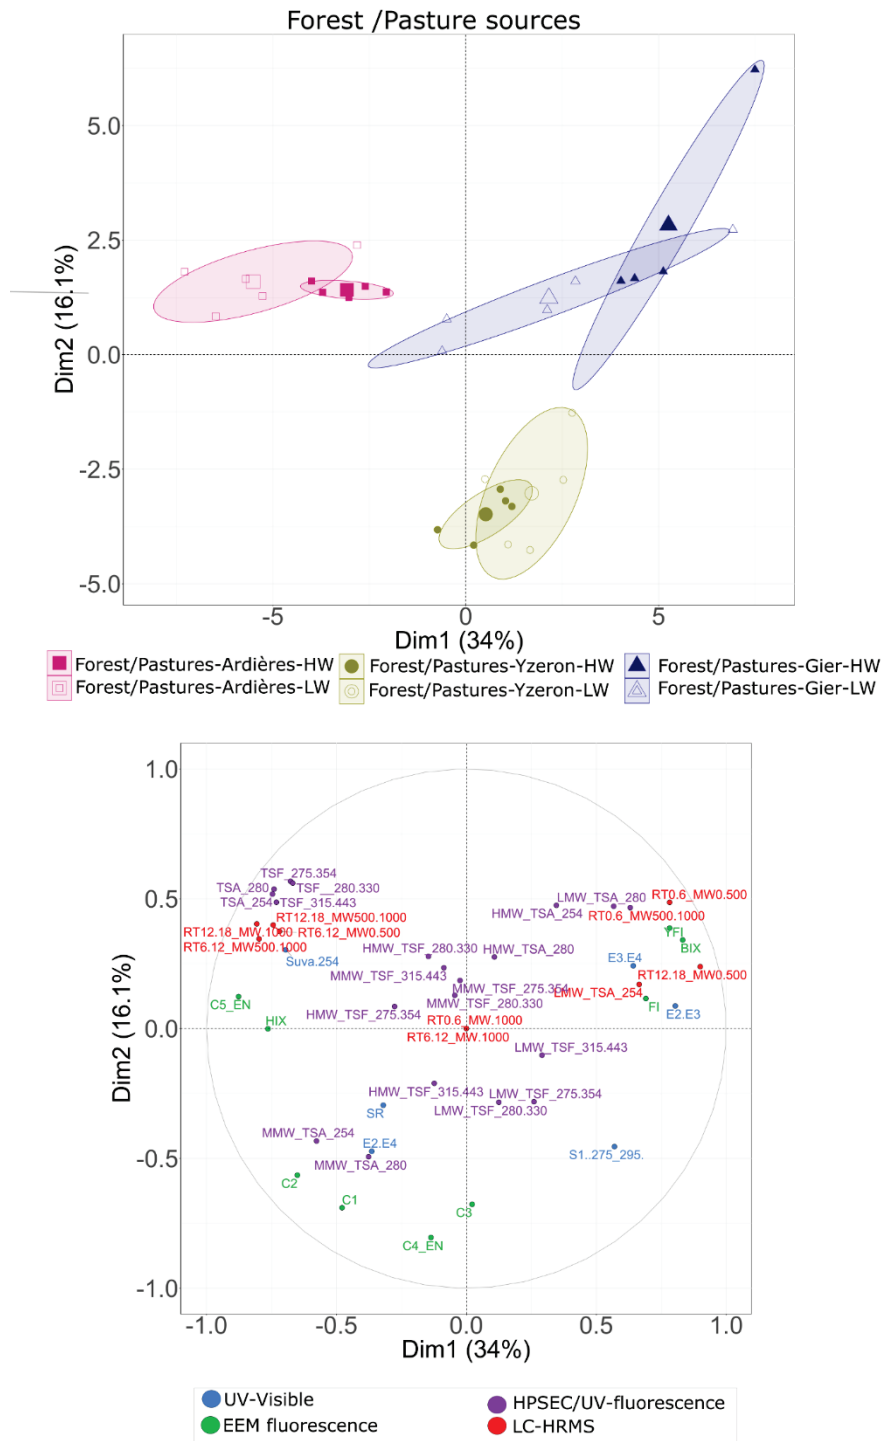 Forest /Pasture sources
5.0
2.5
0.0
-2.5
-5.0
Dim2 (16.1%)
-5
0
5
Dim1 (34%)
Forest/Pastures-Ardières-HW
Forest/Pastures-Yzeron-HW
Forest/Pastures-Gier-HW
Forest/Pastures-Ardières-LW
Forest/Pastures-Yzeron-LW
Forest/Pastures-Gier-LW
1.0
0.5
0.0
-0.5
-1.0
Dim2 (16.1%)
TSF_275.354
TSA_280
TSF__280.330
TSA_254
TSF_315.443
RT12.18_MW500.1000
RT12.18_MW.1000
RT6.12_MW0.500
RT6.12_MW500.1000
Suva.254
HMW_TSF_280.330
HMW_TSA_280
MMW_TSF_315.443
MMW_TSF_275.354
MMW_TSF_280.330
HMW_TSF_275.354
C5_EN
HIX
RT0.6_MW.1000
RT6.12_MW.1000
LMW_TSA_280
RT0.6_MW0.500
HMW_TSA_254
RT0.6_MW500.1000
YFI
BIX
E3.E4
RT12.18_MW0.500
LMW_TSA_254
FI
E2.E3
LMW_TSF_315.443
HMW_TSF_315.443
LMW_TSF_275.354
LMW_TSF_280.330
SR
MMW_TSA_254
E2.E4
MMW_TSA_280
S1..275_295.
C2
C1
C3
C4_EN
-1.0
-0.5
0.0
0.5
1.0
Dim1 (34%)
UV-Visible
HPSEC/UV-fluorescence
EEM fluorescence
LC-HRMS